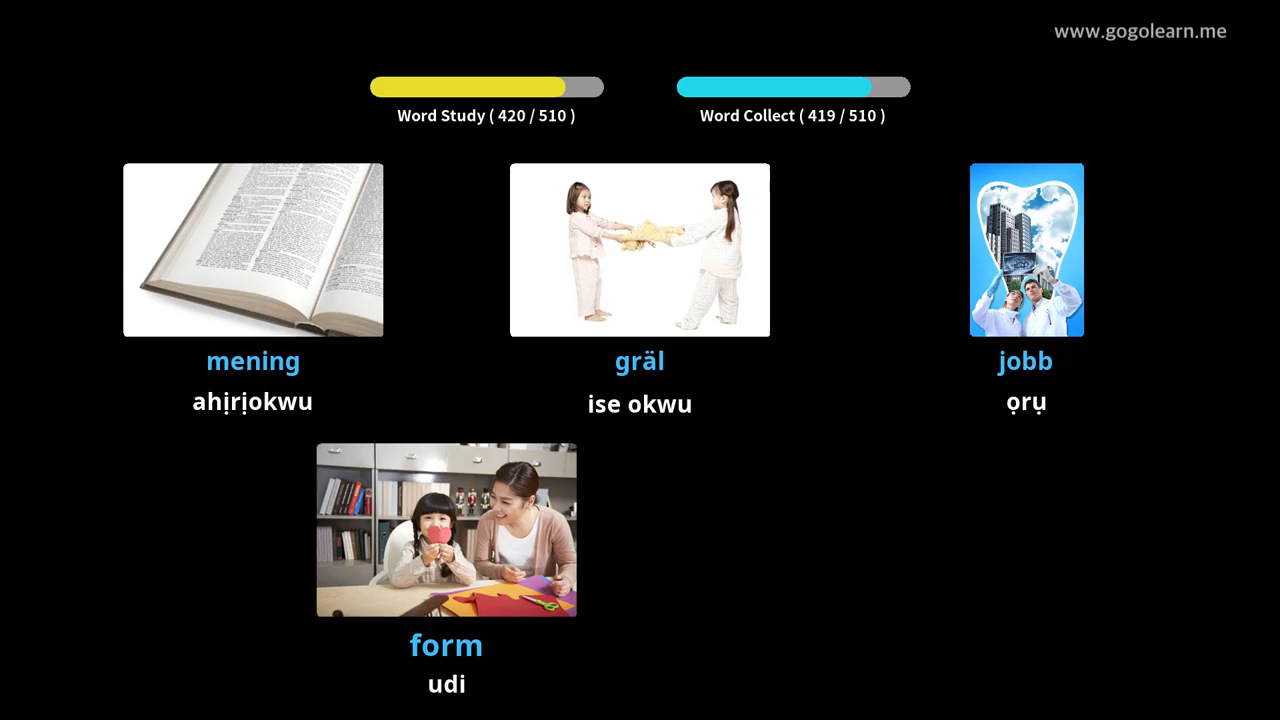 www.gogolearn.me
Word Study ( 420 / 510 )
Word Collect ( 419 / 510 )
mening
ahịrịokwu
gräl
ise okwu
jobb
ọrụ
form
udi